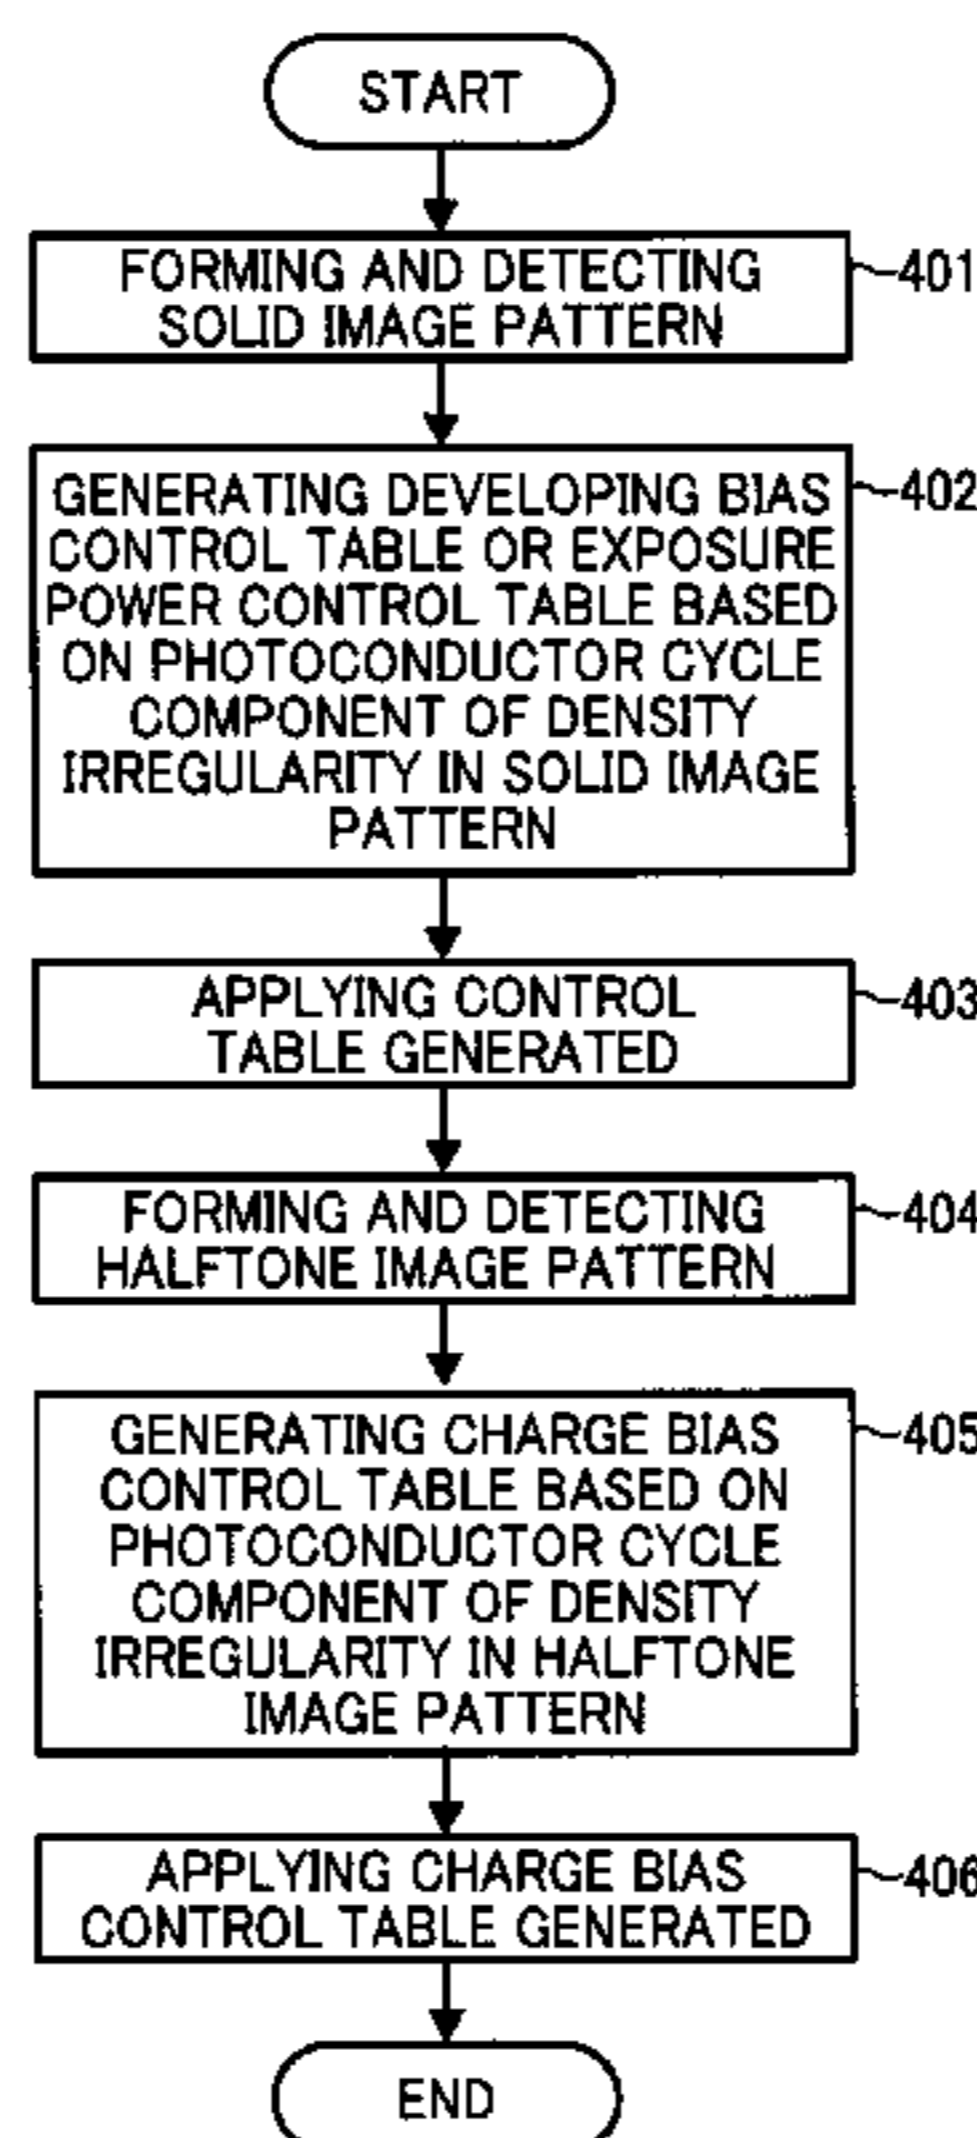 START
FORMING AND DETECTING
SOLID IMAGE PATTERN
401
GENERATING DEVELOPING BIAS
CONTROL TABLE OR EXPOSURE
POWER CONTROL TABLE BASED
ON PHOTOCONDUCTOR CYCLE
COMPONENT OF DENSITY
IRREGULARITY IN SOLID IMAGE
PATTERN
402
APPLYING CONTROL
TABLE GENERATED
403
FORMING AND DETECTING
HALFTONE IMAGE PATTERN
404
GENERATING CHARGE BIAS
CONTROL TABLE BASED ON
PHOTOCONDUCTOR CYCLE
COMPONENT OF DENSITY
IRREGULARITY IN HALFTONE
IMAGE PATTERN
405
APPLYING CHARGE BIAS
CONTROL TABLE GENERATED
406
END